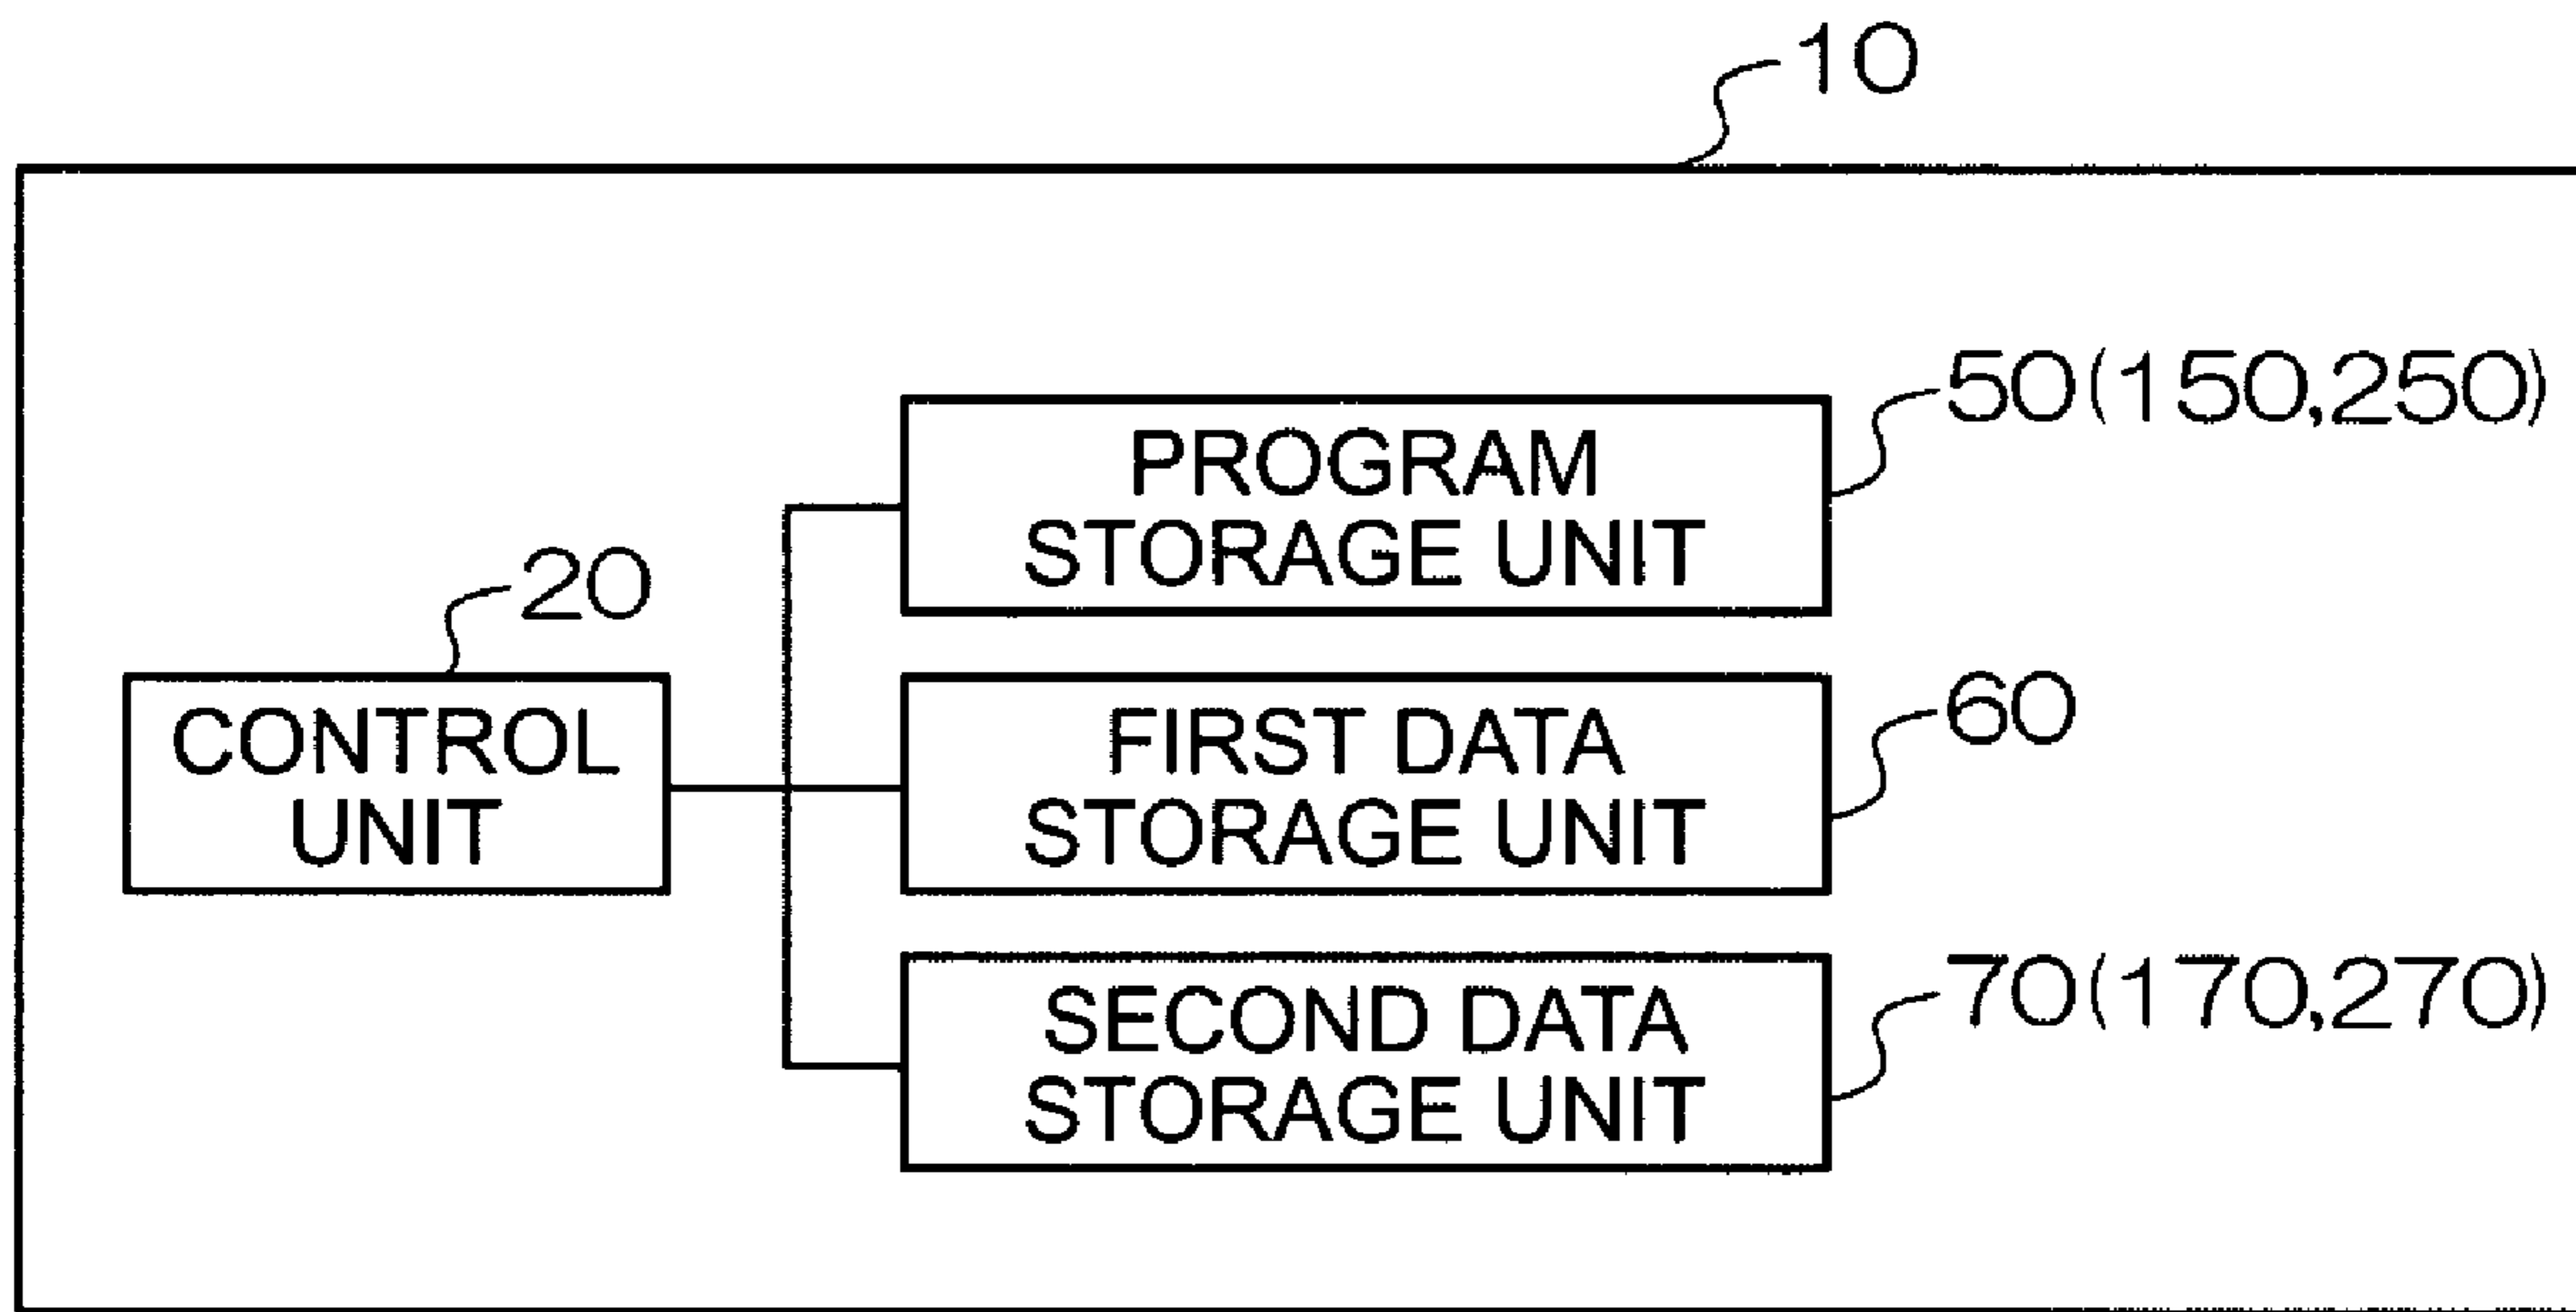 10
50(150,250)
PROGRAM
STORAGE UNIT
20
CONTROL
UNIT
60
FIRST DATA
STORAGE UNIT
70(170,270)
SECOND DATA
STORAGE UNIT